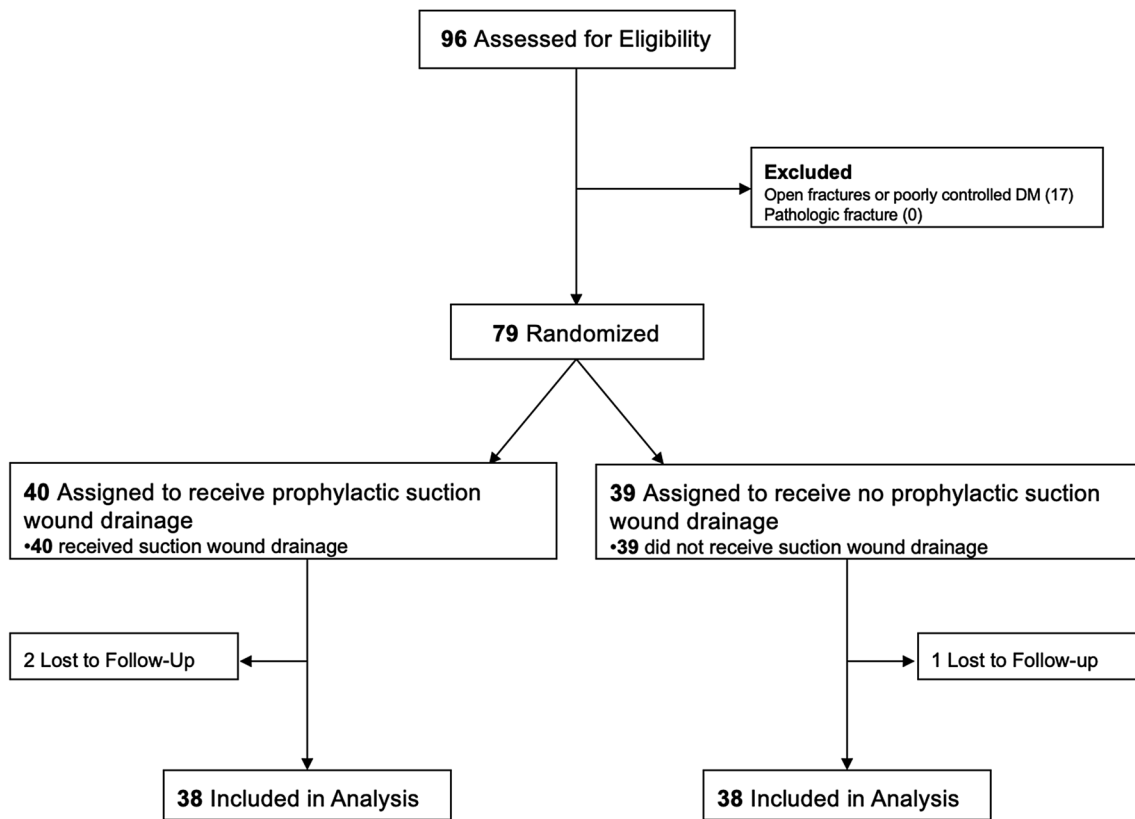 96 Assessed for Eligibility
Excluded
Open fractures or poorly controlled DM (17)
Pathologic fracture (0)
79 Randomized
40 Assigned to receive prophylactic suction
wound drainage
•40 received suction wound drainage
39 Assigned to receive no prophylactic suction
wound drainage
•39 did not receive suction wound drainage
2 Lost to Follow-Up
1 Lost to Follow-up
38 Included in Analysis
38 Included in Analysis